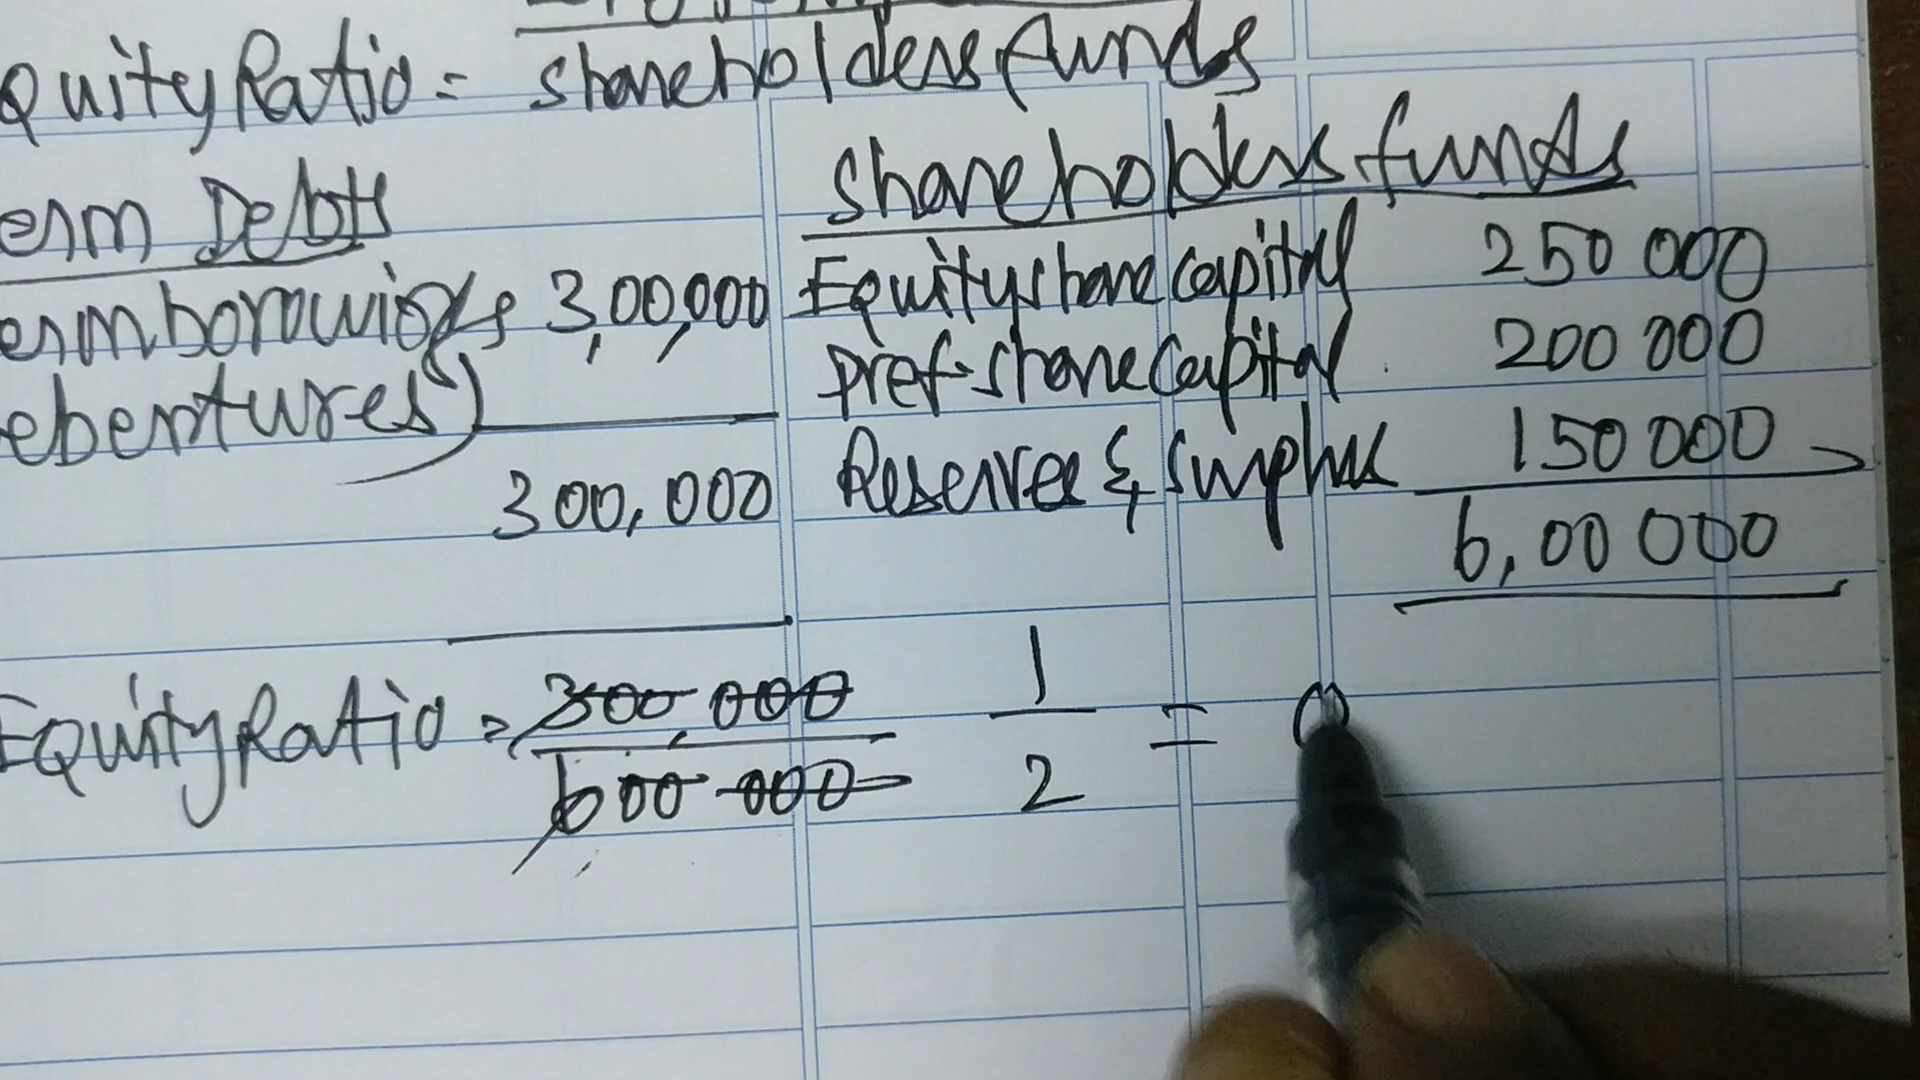 quity Ratio = shareholders funds
shareholders funds
erm Debts
Equity share capital 250 000
erm borowings 3,00,000
pref-share capital 200 000
ebentures)
Reserves & surplus 150 000
300,000
6,00 000
Equity Ratio = 300,000 / 600 000 1 / 2 = 0